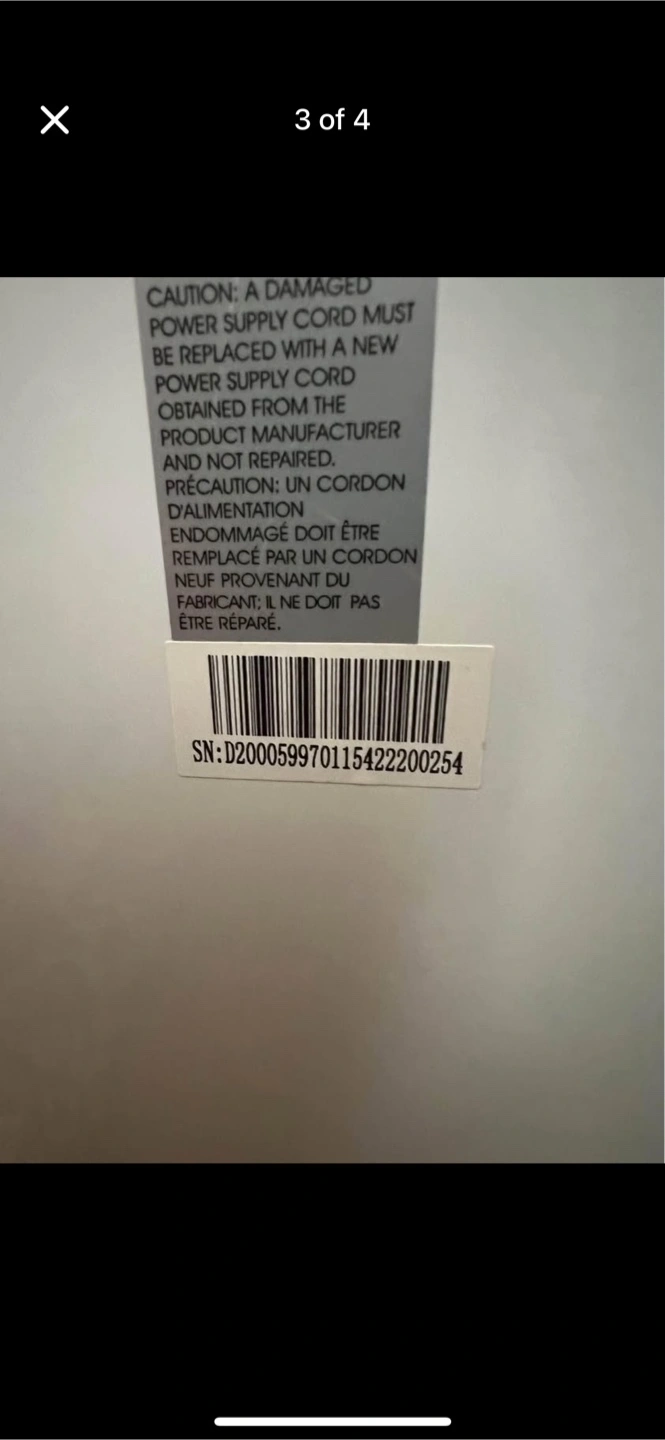 3 of 4
CAUTION: A DAMAGED
POWER SUPPLY CORD MUST
BE REPLACED WITH A NEW
POWER SUPPLY CORD
OBTAINED FROM THE
PRODUCT MANUFACTURER
AND NOT REPAIRED.
PRÉCAUTION: UN CORDON
D'ALIMENTATION
ENDOMMAGÉ DOIT ÊTRE
REMPLACÉ PAR UN CORDON
NEUF PROVENANT DU
FABRICANT; IL NE DOIT PAS
ÊTRE RÉPARÉ.
SN:D200059970115422200254